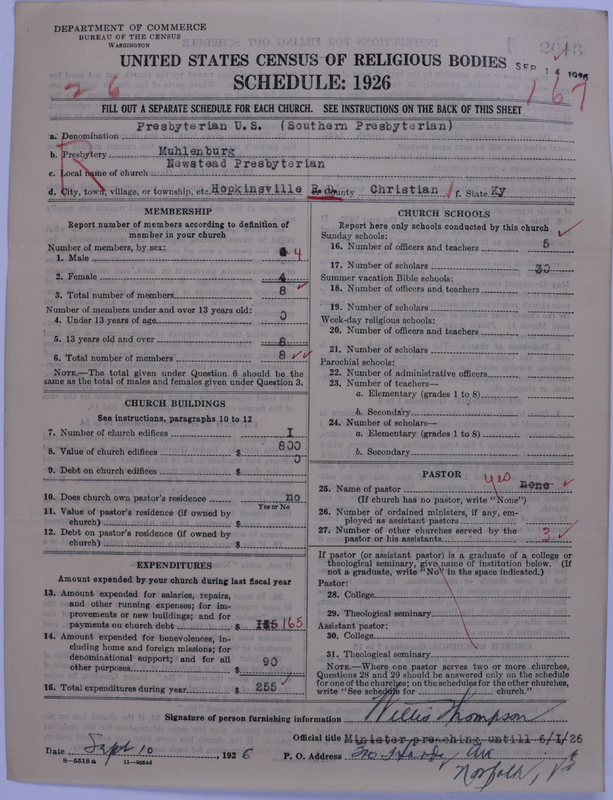 DEPARTMENT OF COMMERCE
BUREAU OF THE CENSUS
WASHINGTON
UNITED STATES CENSUS OF RELIGIOUS BODIES
SEP 14 1926
SCHEDULE: 1926
26
167
FILL OUT A SEPARATE SCHEDULE FOR EACH CHURCH. SEE INSTRUCTIONS ON THE BACK OF THIS SHEET
a. Denomination Presbyterian U.S. (Southern Presbyterian)
b. Presbytery Muhlenburg
c. Local name of church Newstead Presbyterian
d. City, town, village, or township, etc. Hopkinsville R.d. County Christian f. State Ky
R
MEMBERSHIP
Report number of members according to definition of member in your church
Number of members, by sex:
1. Male 4
2. Female 4
3. Total number of members 8
Number of members under and over 13 years old:
4. Under 13 years of age 0
5. 13 years old and over 8
6. Total number of members 8
NOTE.—The total given under Question 6 should be the
same as the total of males and females given under Question 3.
CHURCH BUILDINGS
See instructions, paragraphs 10 to 12
7. Number of church edifices I
8. Value of church edifices $ 800
9. Debt on church edifices $ 0
10. Does church own pastor's residence no
Yes or No
11. Value of pastor's residence (if owned by
church) $
12. Debt on pastor's residence (if owned by
church) $
EXPENDITURES
Amount expended by your church during last fiscal year
13. Amount expended for salaries, repairs,
and other running expenses; for im-
provements or new buildings; and for
payments on church debt $ 165
14. Amount expended for benevolences, in-
cluding home and foreign missions; for
denominational support; and for all
other purposes $ 90
15. Total expenditures during year $ 255
CHURCH SCHOOLS
Report here only schools conducted by this church
Sunday schools:
16. Number of officers and teachers 5
17. Number of scholars 30
Summer vacation Bible schools:
18. Number of officers and teachers
19. Number of scholars
Week-day religious schools:
20. Number of officers and teachers
21. Number of scholars
Parochial schools:
22. Number of administrative officers
23. Number of teachers—
a. Elementary (grades 1 to 8)
b. Secondary
24. Number of scholars—
a. Elementary (grades 1 to 8)
b. Secondary
PASTOR
25. Name of pastor yes none
(If church has no pastor, write "None")
26. Number of ordained ministers, if any, em-
ployed as assistant pastors
27. Number of other churches served by the
pastor or his assistants 3
If pastor (or assistant pastor) is a graduate of a college or
theological seminary, give name of institution below. (If
not a graduate, write "No" in the space indicated.)
Pastor:
28. College
29. Theological seminary
Assistant pastor:
30. College
31. Theological seminary
NOTE.—Where one pastor serves two or more churches,
Questions 28 and 29 should be answered only on the schedule
for one of the churches; on the schedules for the other churches,
write "See schedule for church."
Signature of person furnishing information Willis Thompson
Official title Minister preaching untill 6/I/26
Date Sept 10, 1926
P. O. Address Hardy Ave
Norfolk, Va
8—5518a 11—9254d